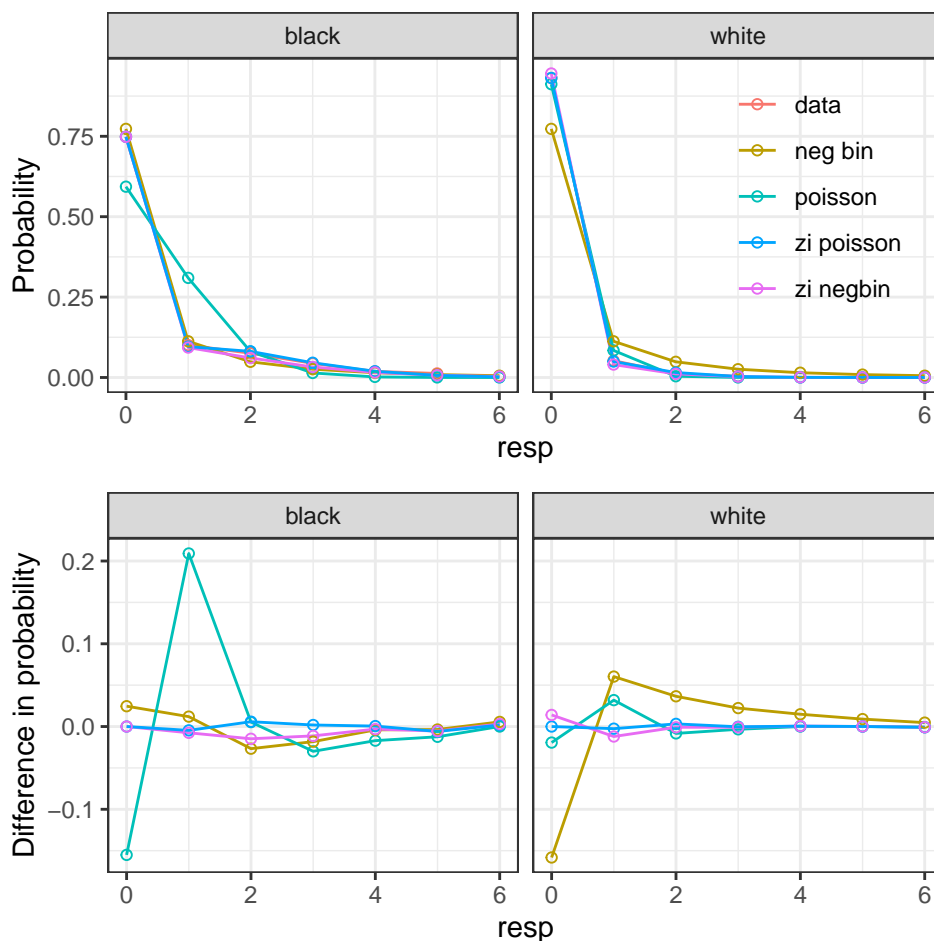 black
white
Probability
0.75
0.50
0.25
0.00
data
neg bin
poisson
zi poisson
zi negbin
0 2 4 6
0 2 4 6
resp
black
white
Difference in probability
0.2
0.1
0.0
−0.1
0 2 4 6
0 2 4 6
resp